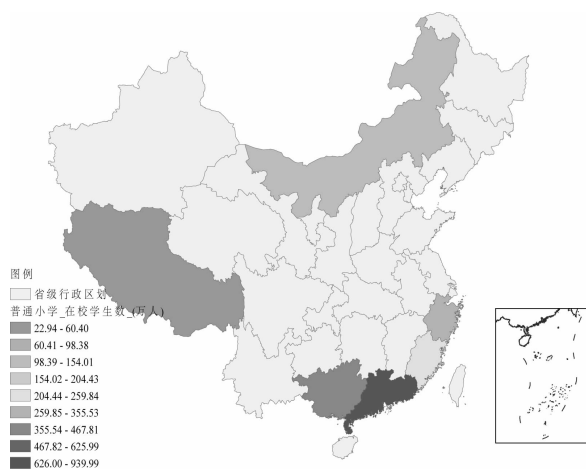 图例
省级行政区划
普通小学_在校学生数_(万人)
22.94 - 60.40
60.41 - 98.38
98.39 - 154.01
154.02 - 204.43
204.44 - 259.84
259.85 - 355.53
355.54 - 467.81
467.82 - 625.99
626.00 - 939.99